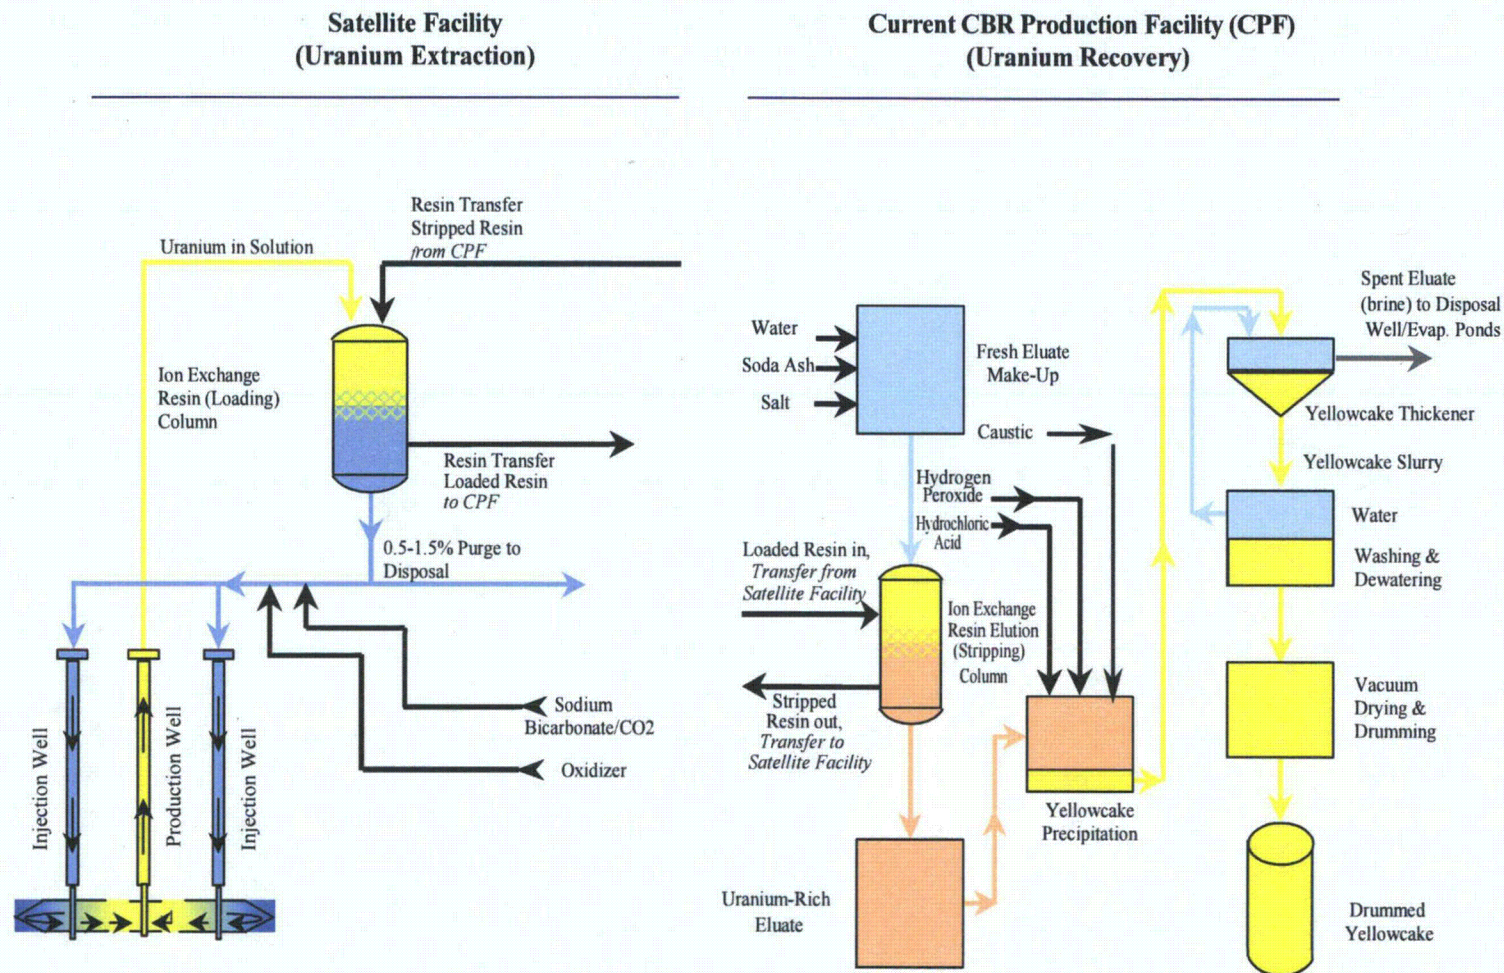 Satellite Facility
(Uranium Extraction)
Current CBR Production Facility (CPF)
(Uranium Recovery)
Resin Transfer
Stripped Resin
from CPF
Uranium in Solution
Ion Exchange
Resin (Loading)
Column
Resin Transfer
Loaded Resin
to CPF
0.5-1.5% Purge to
Disposal
Sodium
Bicarbonate/CO2
Oxidizer
Injection Well
Production Well
Injection Well
Water
Soda Ash
Salt
Fresh Eluate
Make-Up
Caustic
Hydrogen
Peroxide
Hydrochloric
Acid
Loaded Resin in,
Transfer from
Satellite Facility
Ion Exchange
Resin Elution
(Stripping)
Column
Stripped
Resin out,
Transfer to
Satellite Facility
Uranium-Rich
Eluate
Yellowcake
Precipitation
Spent Eluate
(brine) to Disposal
Well/Evap. Ponds
Yellowcake Thickener
Yellowcake Slurry
Water
Washing &
Dewatering
Vacuum
Drying &
Drumming
Drummed
Yellowcake